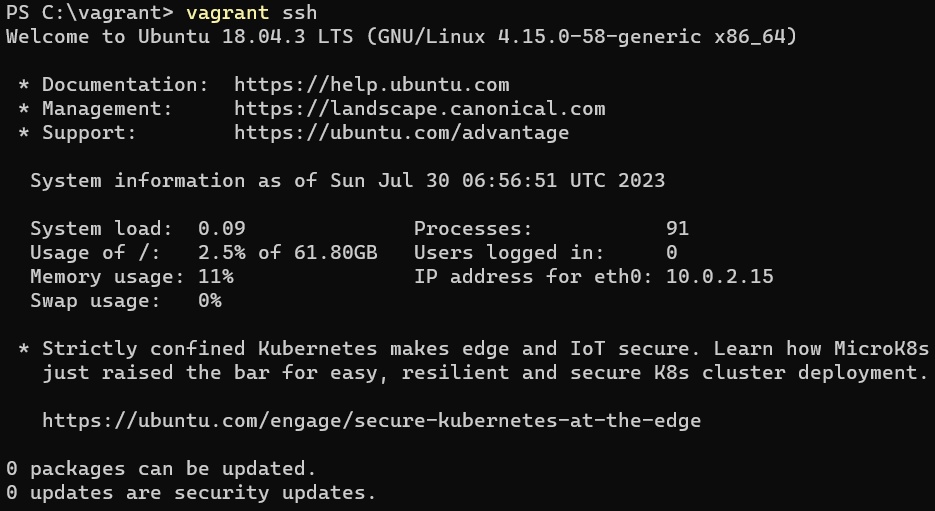 PS C:\vagrant> vagrant ssh
Welcome to Ubuntu 18.04.3 LTS (GNU/Linux 4.15.0-58-generic x86_64)
* Documentation:  https://help.ubuntu.com
* Management:     https://landscape.canonical.com
* Support:        https://ubuntu.com/advantage
System information as of Sun Jul 30 06:56:51 UTC 2023
System load:  0.09              Processes:           91
Usage of /:   2.5% of 61.80GB   Users logged in:     0
Memory usage: 11%               IP address for eth0: 10.0.2.15
Swap usage:   0%
* Strictly confined Kubernetes makes edge and IoT secure. Learn how MicroK8s
just raised the bar for easy, resilient and secure K8s cluster deployment.
https://ubuntu.com/engage/secure-kubernetes-at-the-edge
0 packages can be updated.
0 updates are security updates.